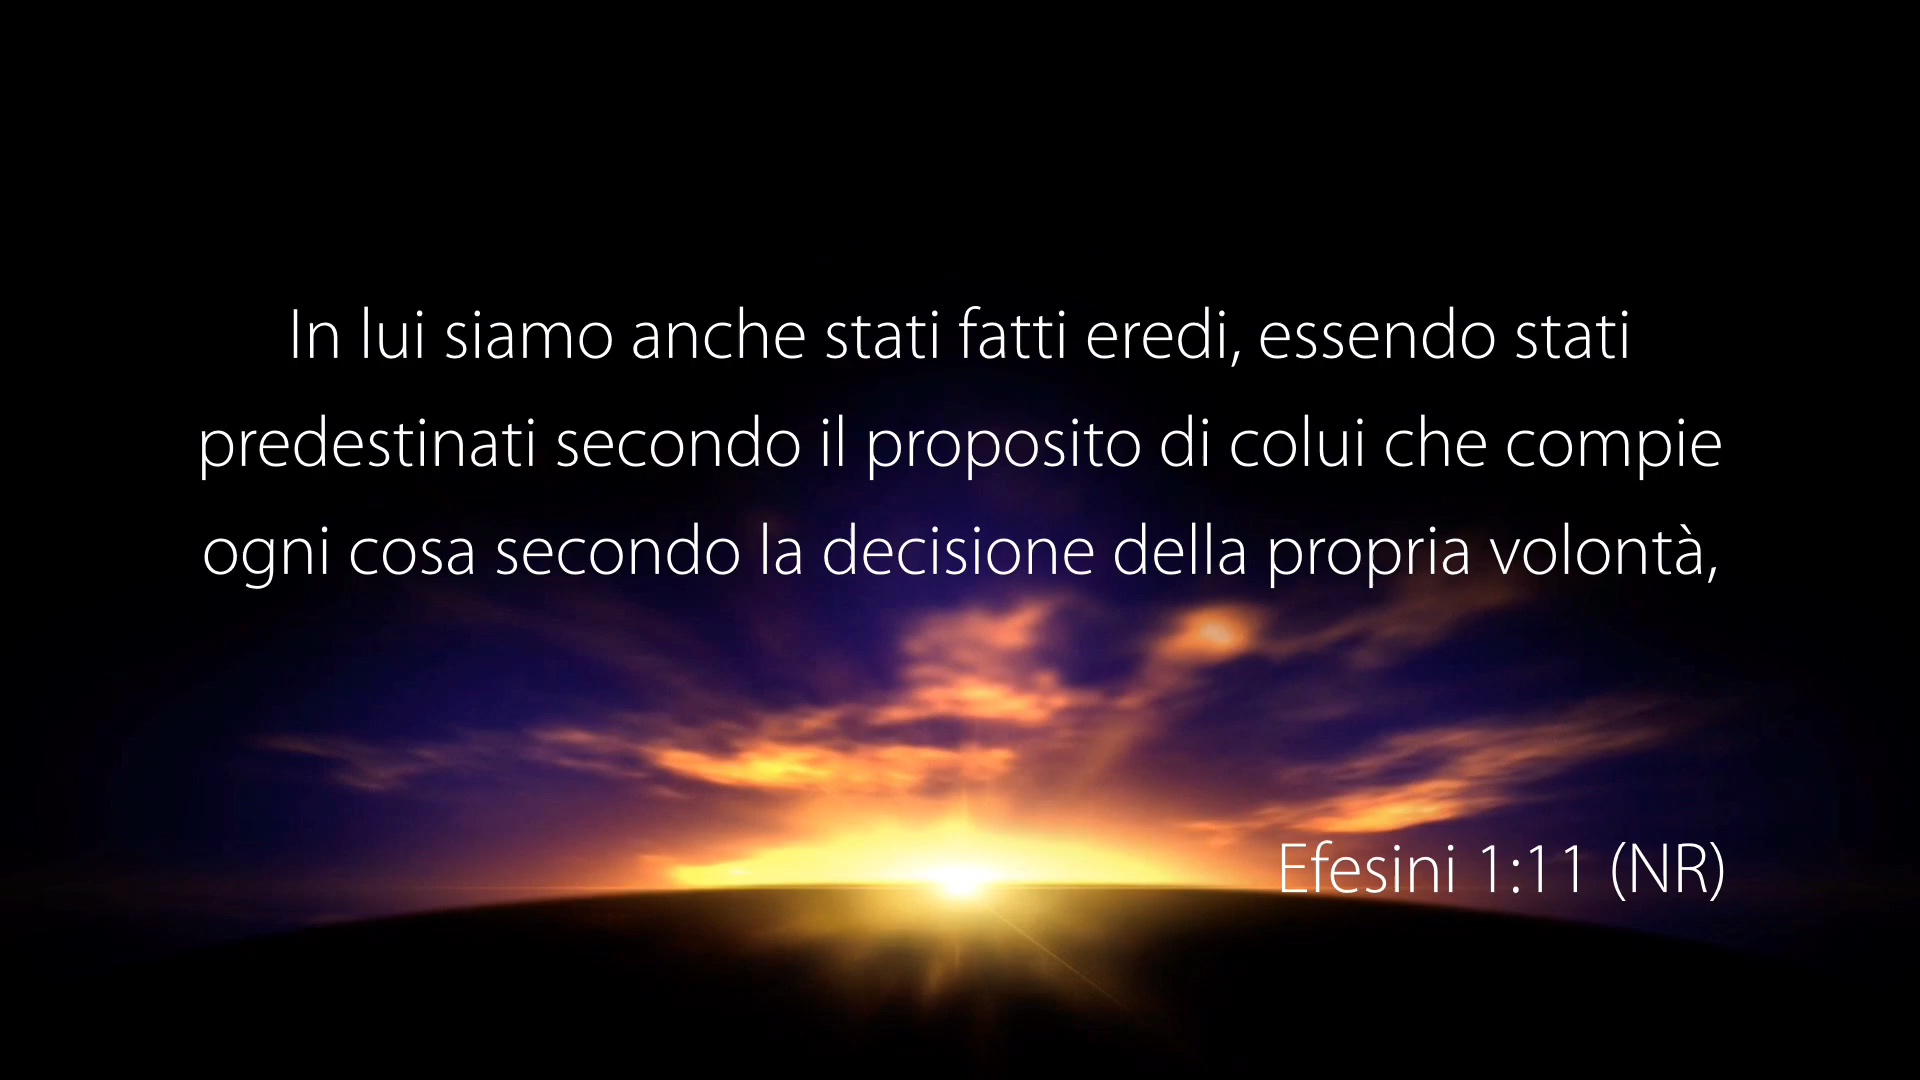 In lui siamo anche stati fatti eredi, essendo stati
predestinati secondo il proposito di colui che compie
ogni cosa secondo la decisione della propria volontà,
Efesini 1:11 (NR)